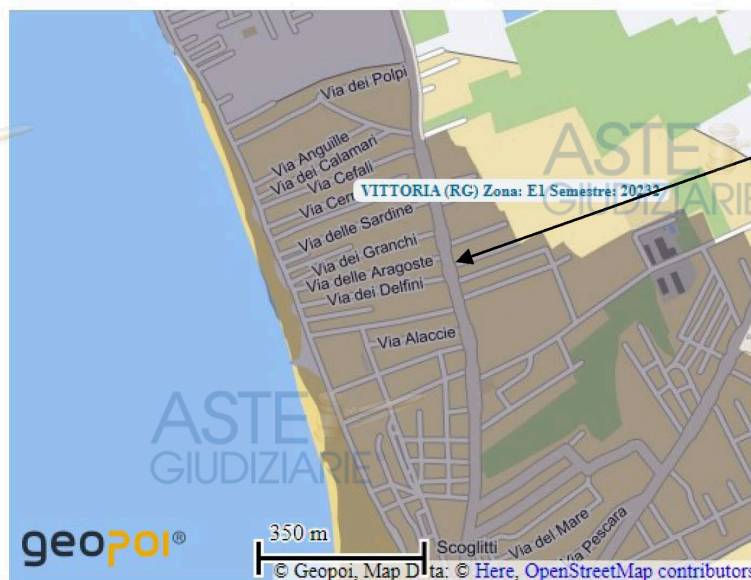 Via dei Polpi
Via Anguille
Via dei Calamari
Via Cefali
ASTE
VITTORIA (RG) Zona: E1 Semestre: 20232
Via Cern
GIUDIZIARIE
Via delle Sardine
Via dei Granchi
Via delle Aragoste
Via dei Delfini
Via Alaccie
ASTE
GIUDIZIARIE
geopoi®
350 m
Scoglitti
Via del Mare
Via Pescara
© Geopoi, Map D ta: © Here, OpenStreetMap contributors